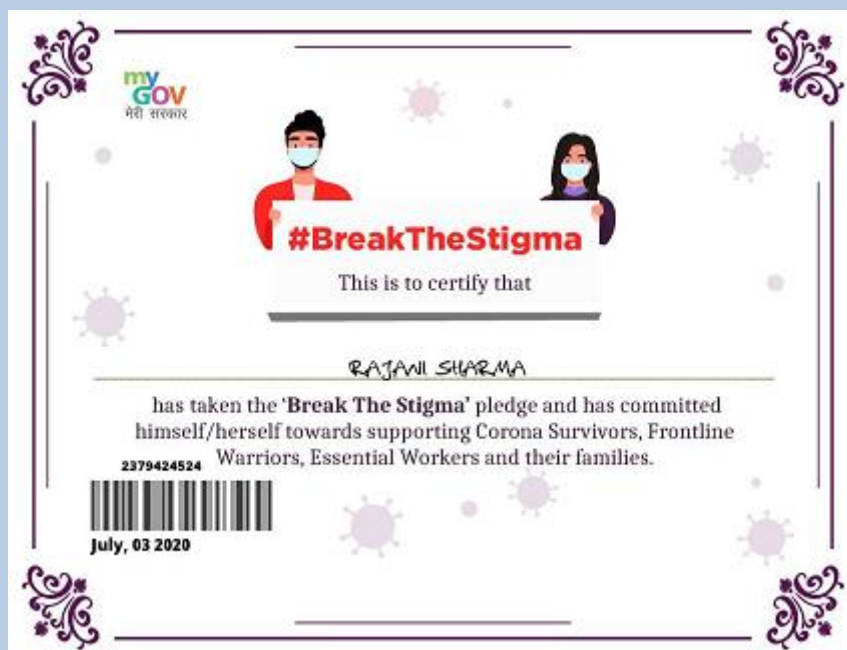 my
GOV
मेरी सरकार
#BreakTheStigma
This is to certify that
RAJANI SHARMA
has taken the 'Break The Stigma' pledge and has committed
himself/herself towards supporting Corona Survivors, Frontline
Warriors, Essential Workers and their families.
2379424524
July, 03 2020